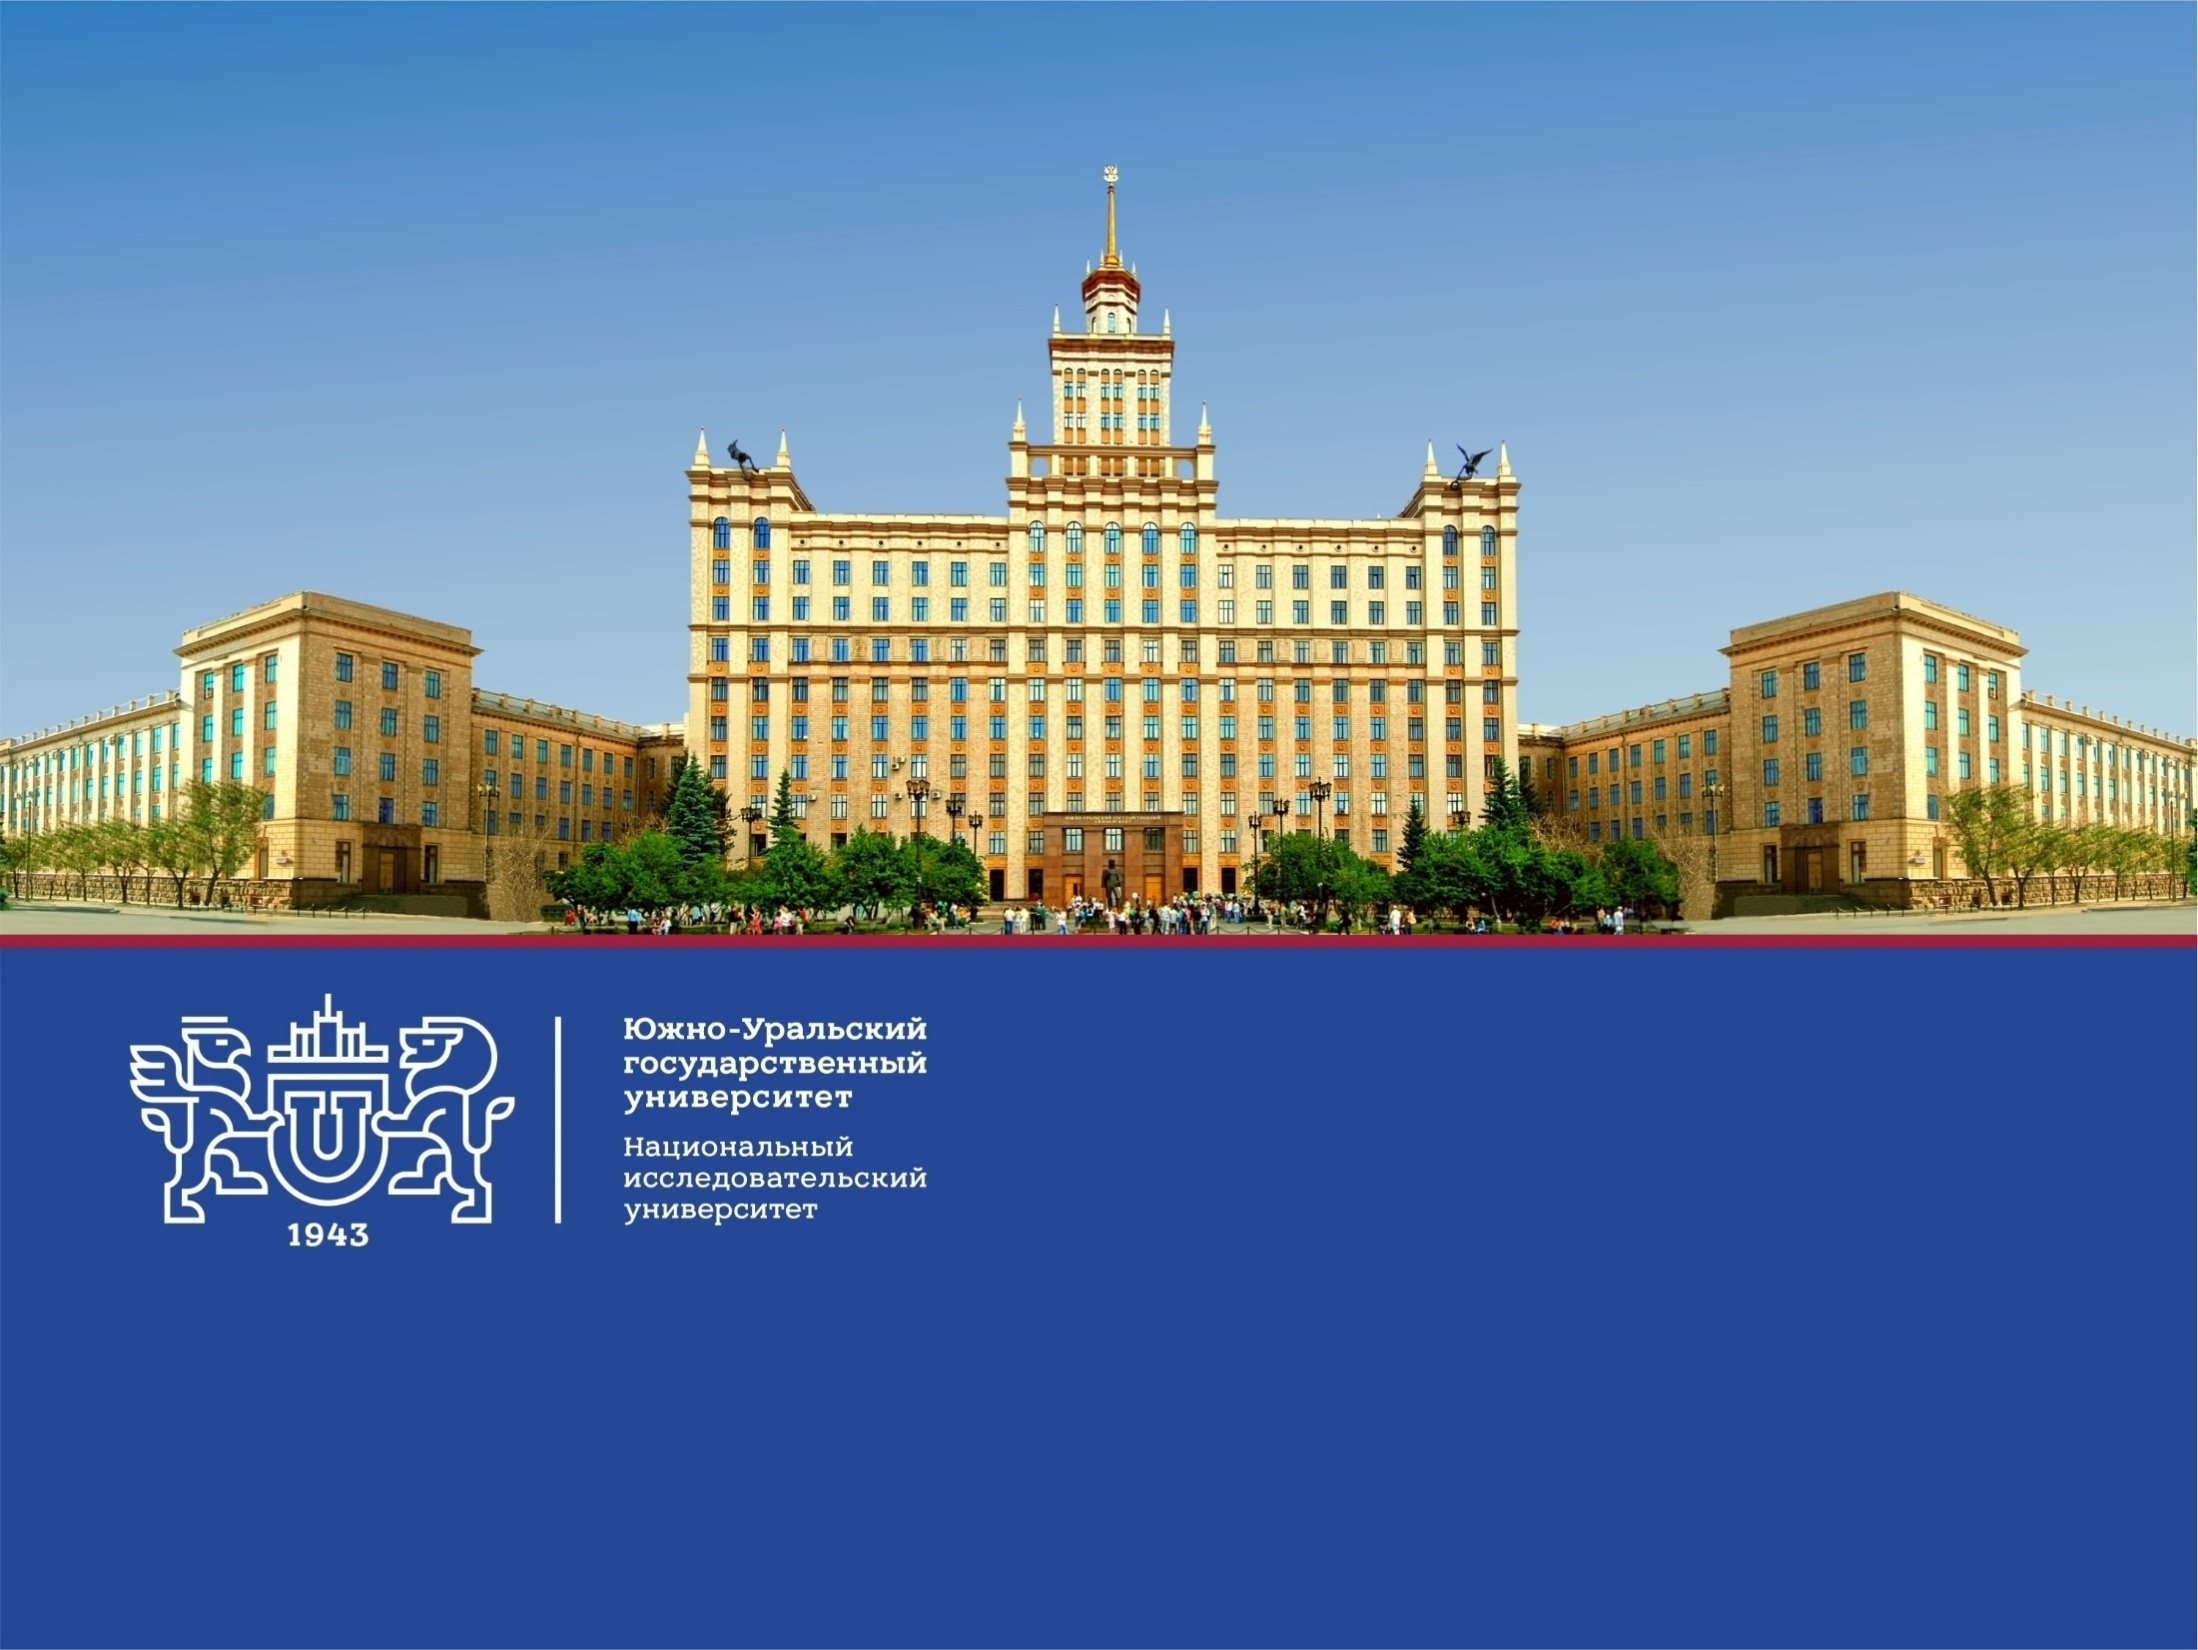 Южно-Уральский
государственный
университет
Национальный
исследовательский
университет
1943